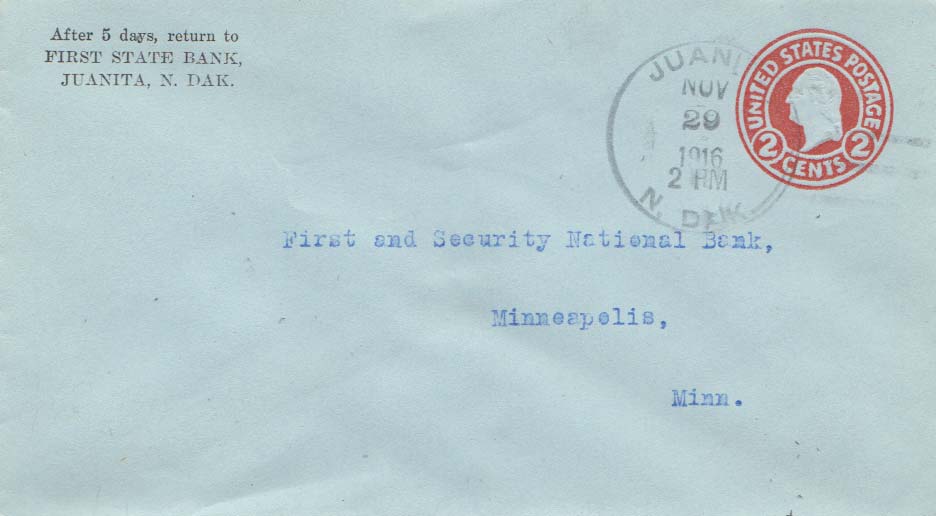 After 5 days, return to
FIRST STATE BANK,
JUANITA, N. DAK.
JUANI
NOV
29
1916
2 PM
N. DAK.
UNITED STATES POSTAGE
2 CENTS 2
First and Security National Bank,
Minneapolis,
Minn.